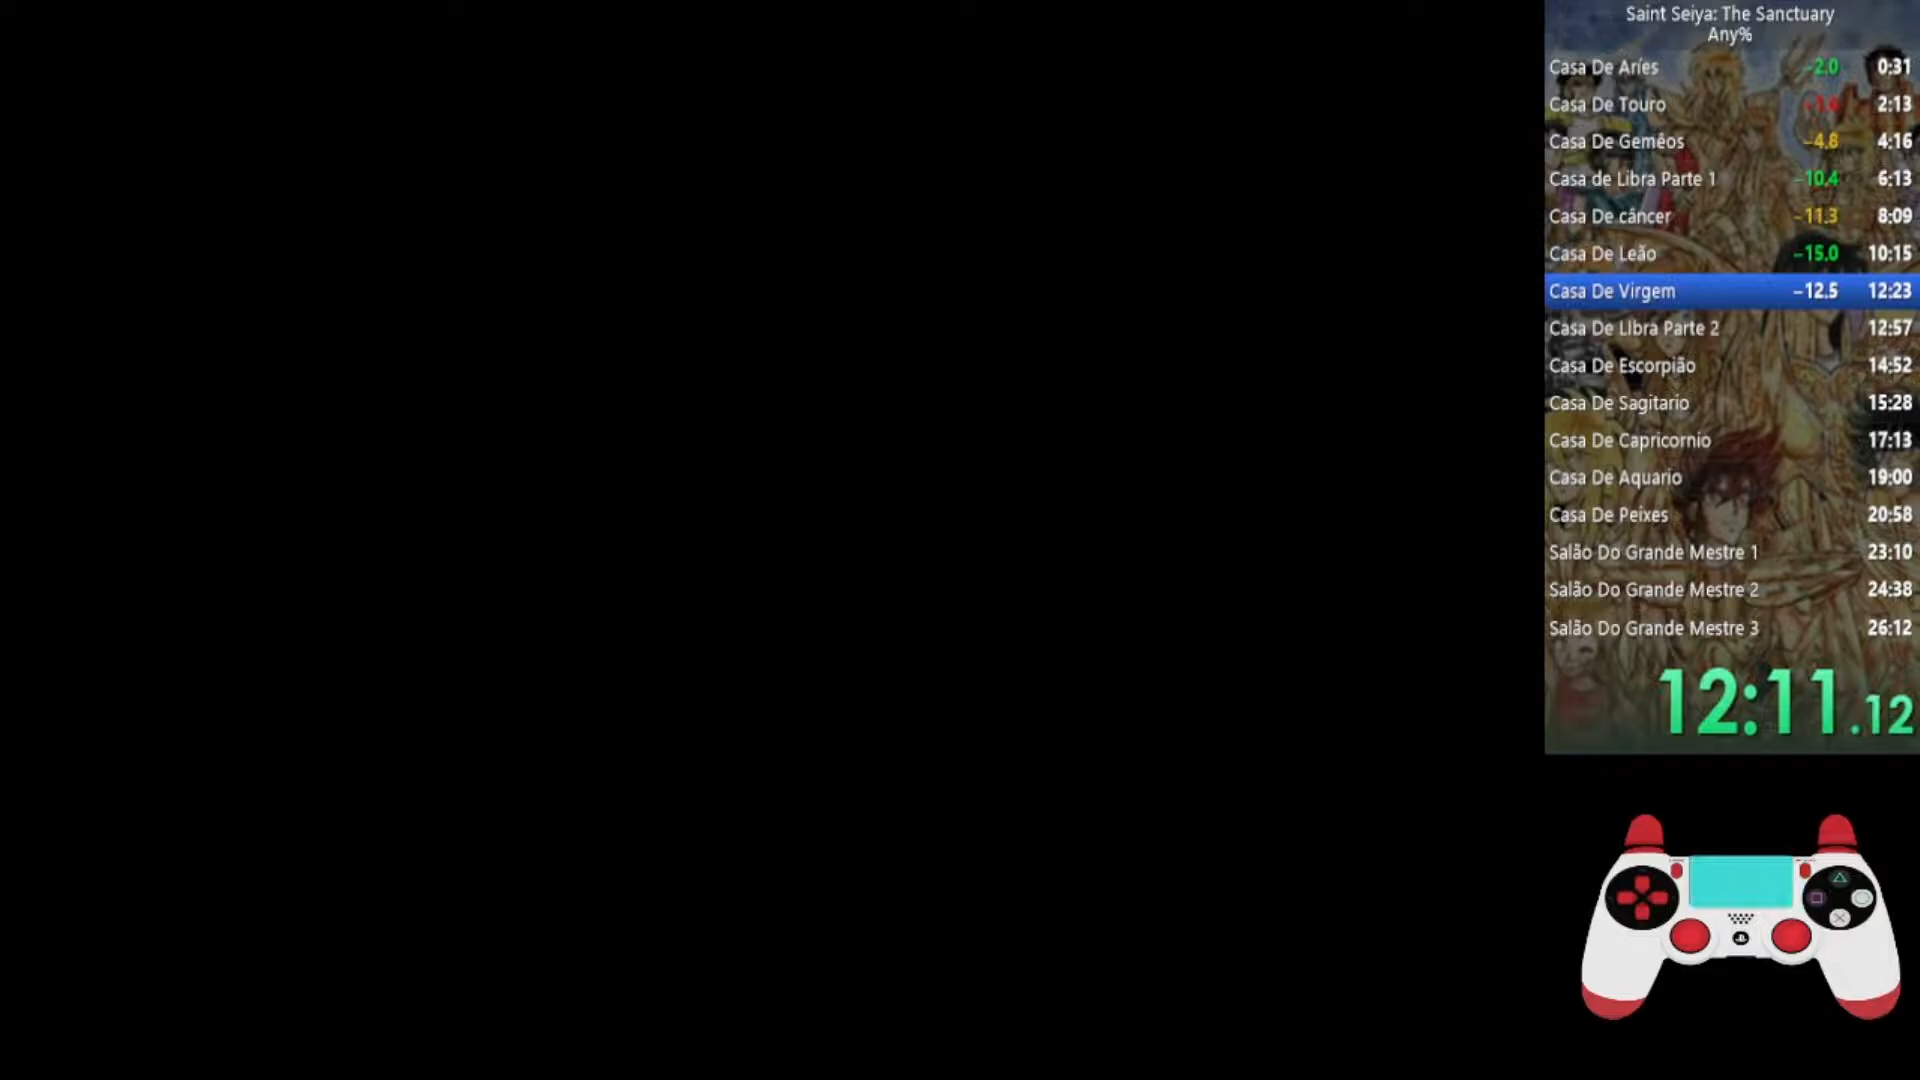 Saint Seiya: The Sanctuary
Any%
Casa De Aríes −2.0 0:31
Casa De Touro +1.4 2:13
Casa De Gemêos −4.8 4:16
Casa de Libra Parte 1 −10.4 6:13
Casa De câncer −11.3 8:09
Casa De Leão −15.0 10:15
Casa De Virgem −12.5 12:23
Casa De LIbra Parte 2 12:57
Casa De Escorpião 14:52
Casa De Sagitario 15:28
Casa De Capricornio 17:13
Casa De Aquario 19:00
Casa De Peixes 20:58
Salão Do Grande Mestre 1 23:10
Salão Do Grande Mestre 2 24:38
Salão Do Grande Mestre 3 26:12
12:11.12